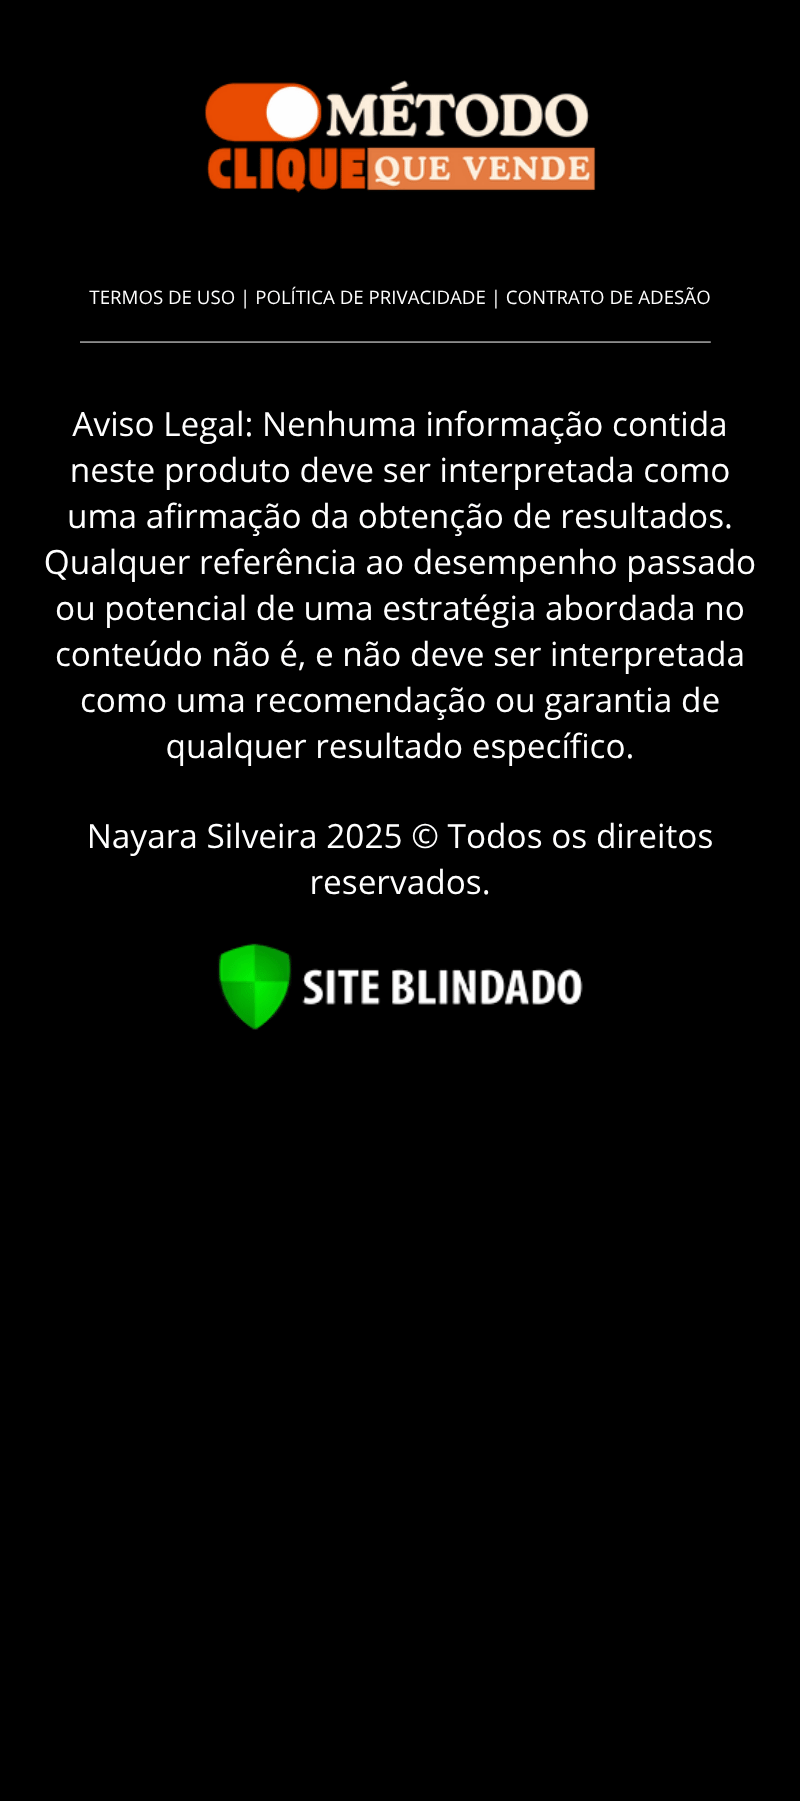 MÉTODO
CLIQUE QUE VENDE
TERMOS DE USO | POLÍTICA DE PRIVACIDADE | CONTRATO DE ADESÃO
Aviso Legal: Nenhuma informação contida
neste produto deve ser interpretada como
uma afirmação da obtenção de resultados.
Qualquer referência ao desempenho passado
ou potencial de uma estratégia abordada no
conteúdo não é, e não deve ser interpretada
como uma recomendação ou garantia de
qualquer resultado específico.
Nayara Silveira 2025 © Todos os direitos
reservados.
SITE BLINDADO